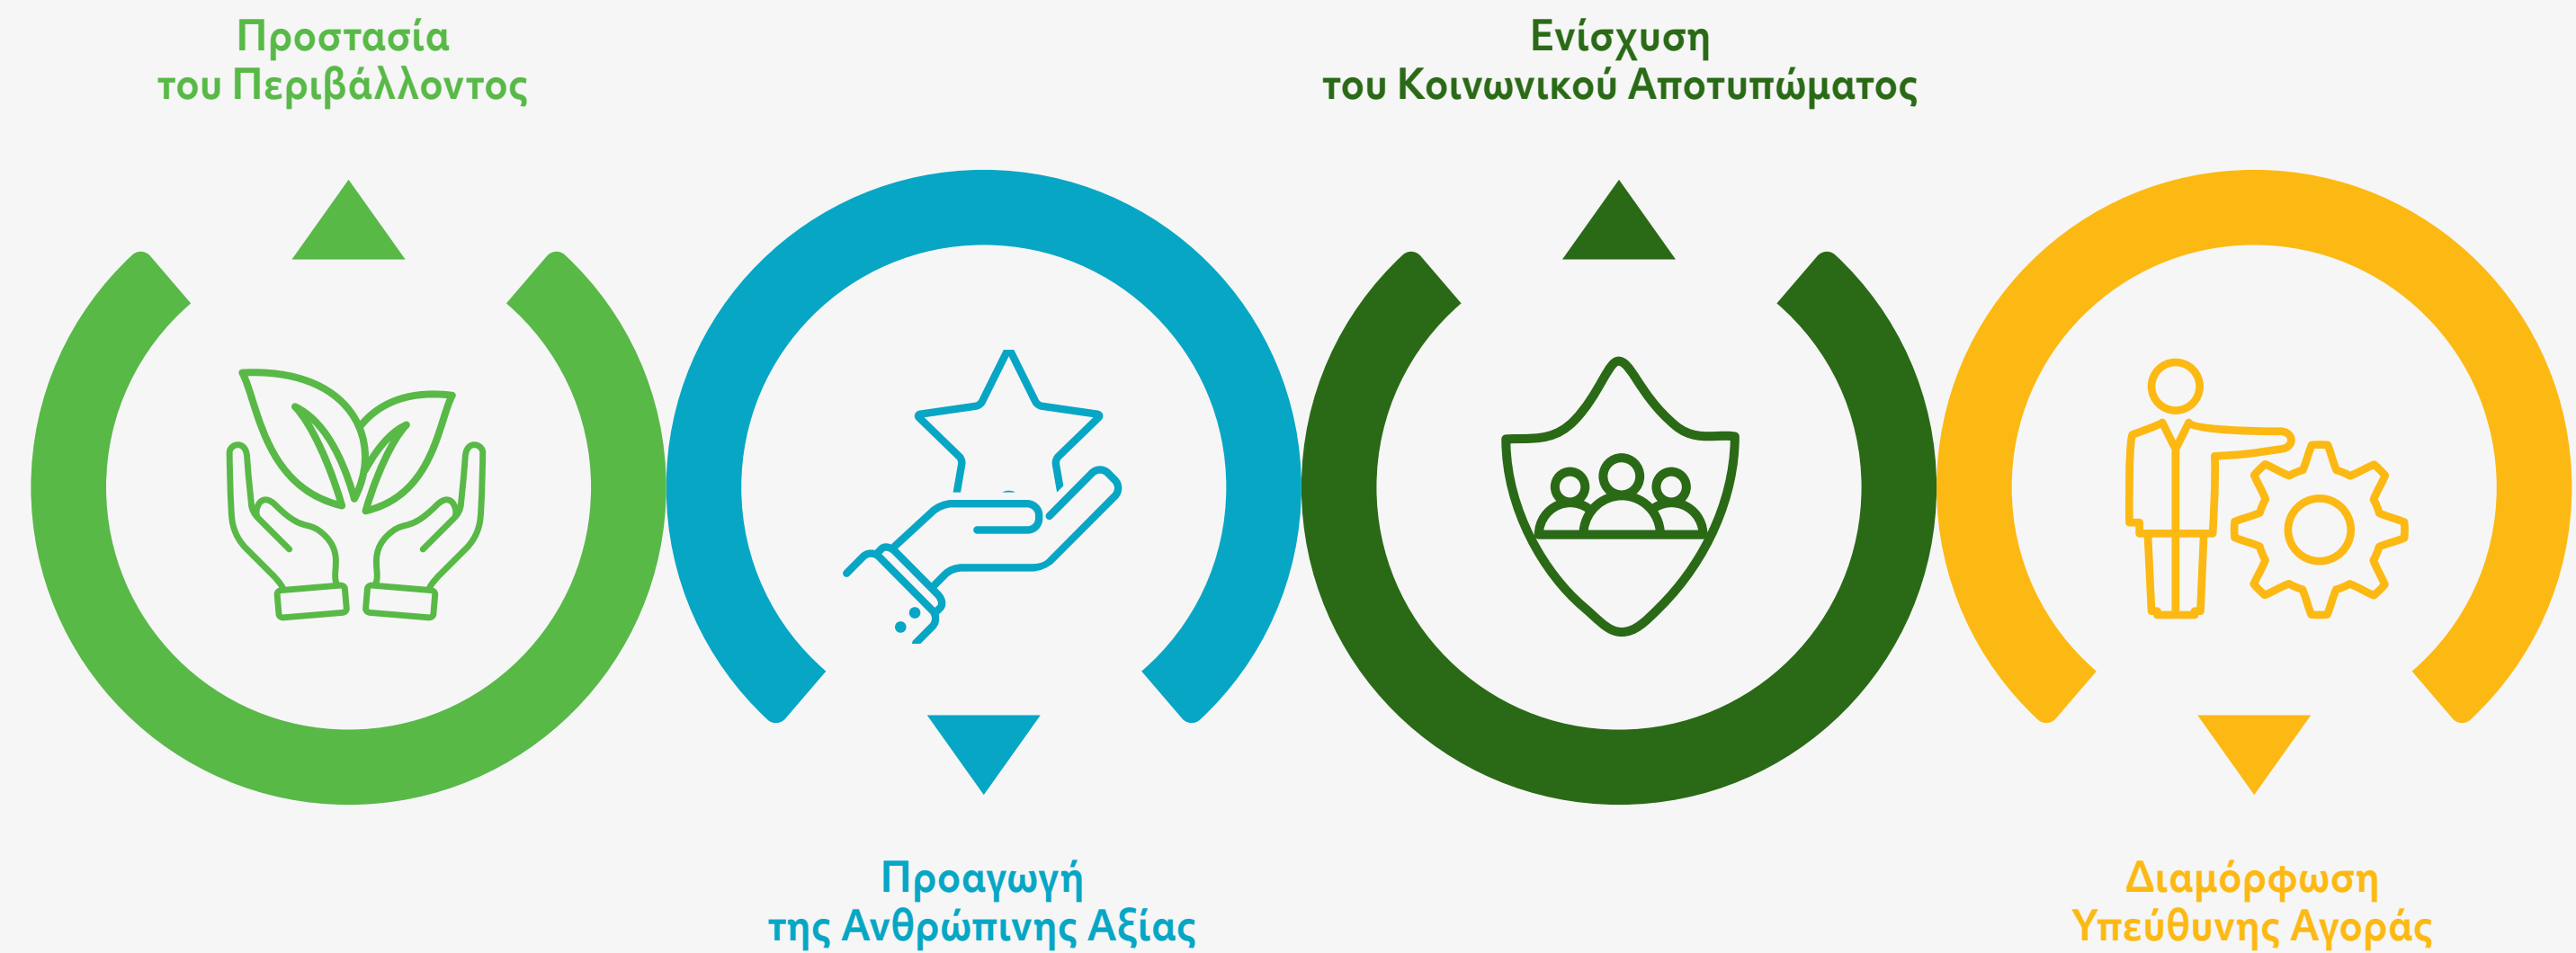 Προστασία
του Περιβάλλοντος
Προαγωγή
της Ανθρώπινης Αξίας
Ενίσχυση
του Κοινωνικού Αποτυπώματος
Διαμόρφωση
Υπεύθυνης Αγοράς